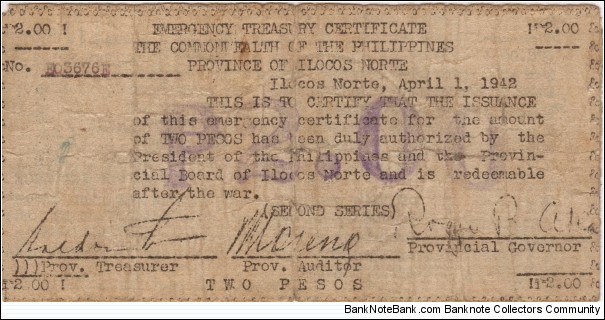 ₱2.00 ! EMERGENCY TREASURY CERTIFICATE !₱2.00
THE COMMONWEALTH OF THE PHILIPPINES
No. E03676E PROVINCE OF ILOCOS NORTE
Ilocos Norte, April 1, 1942
THIS IS TO CERTIFY THAT THE ISSUANCE
of this emergency certificate for the amount
of TWO PESOS has been duly authorized by the
President of the Philippines and the Provin-
cial Board of Ilocos Norte and is redeemable
after the war.
(SECOND SERIES)
Moreno
Roque B.
Provincial Governor
)))Prov. Treasurer Prov. Auditor
₱2.00 ! TWO PESOS !₱2.00
BankNoteBank.com - Banknote Collectors Community